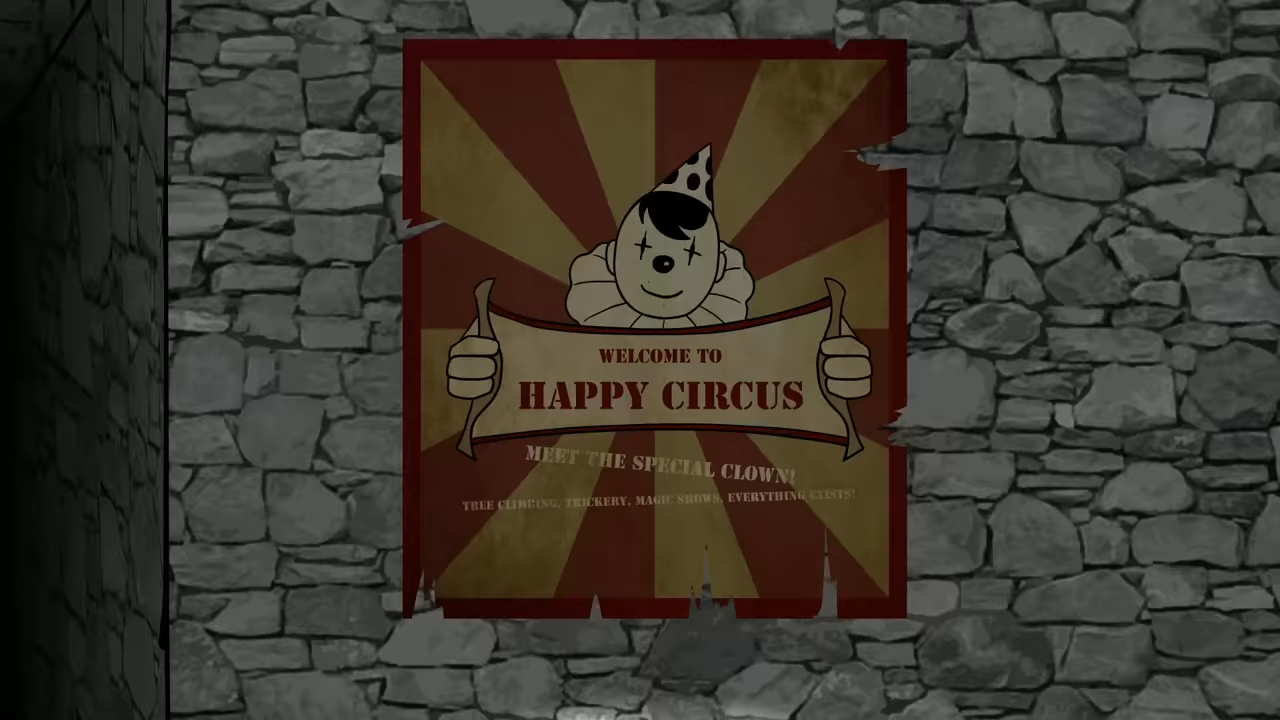 WELCOME TO
HAPPY CIRCUS
MEET THE SPECIAL CLOWN!
TREE CLIMBING, TRICKERY, MAGIC SHOWS, EVERYTHING EXISTS!